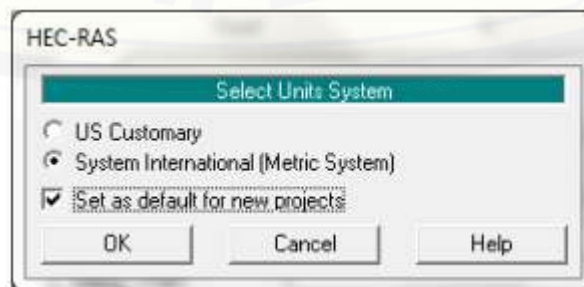 HEC-RAS
Select Units System
US Customary
System International (Metric System)
Set as default for new projects
OK
Cancel
Help